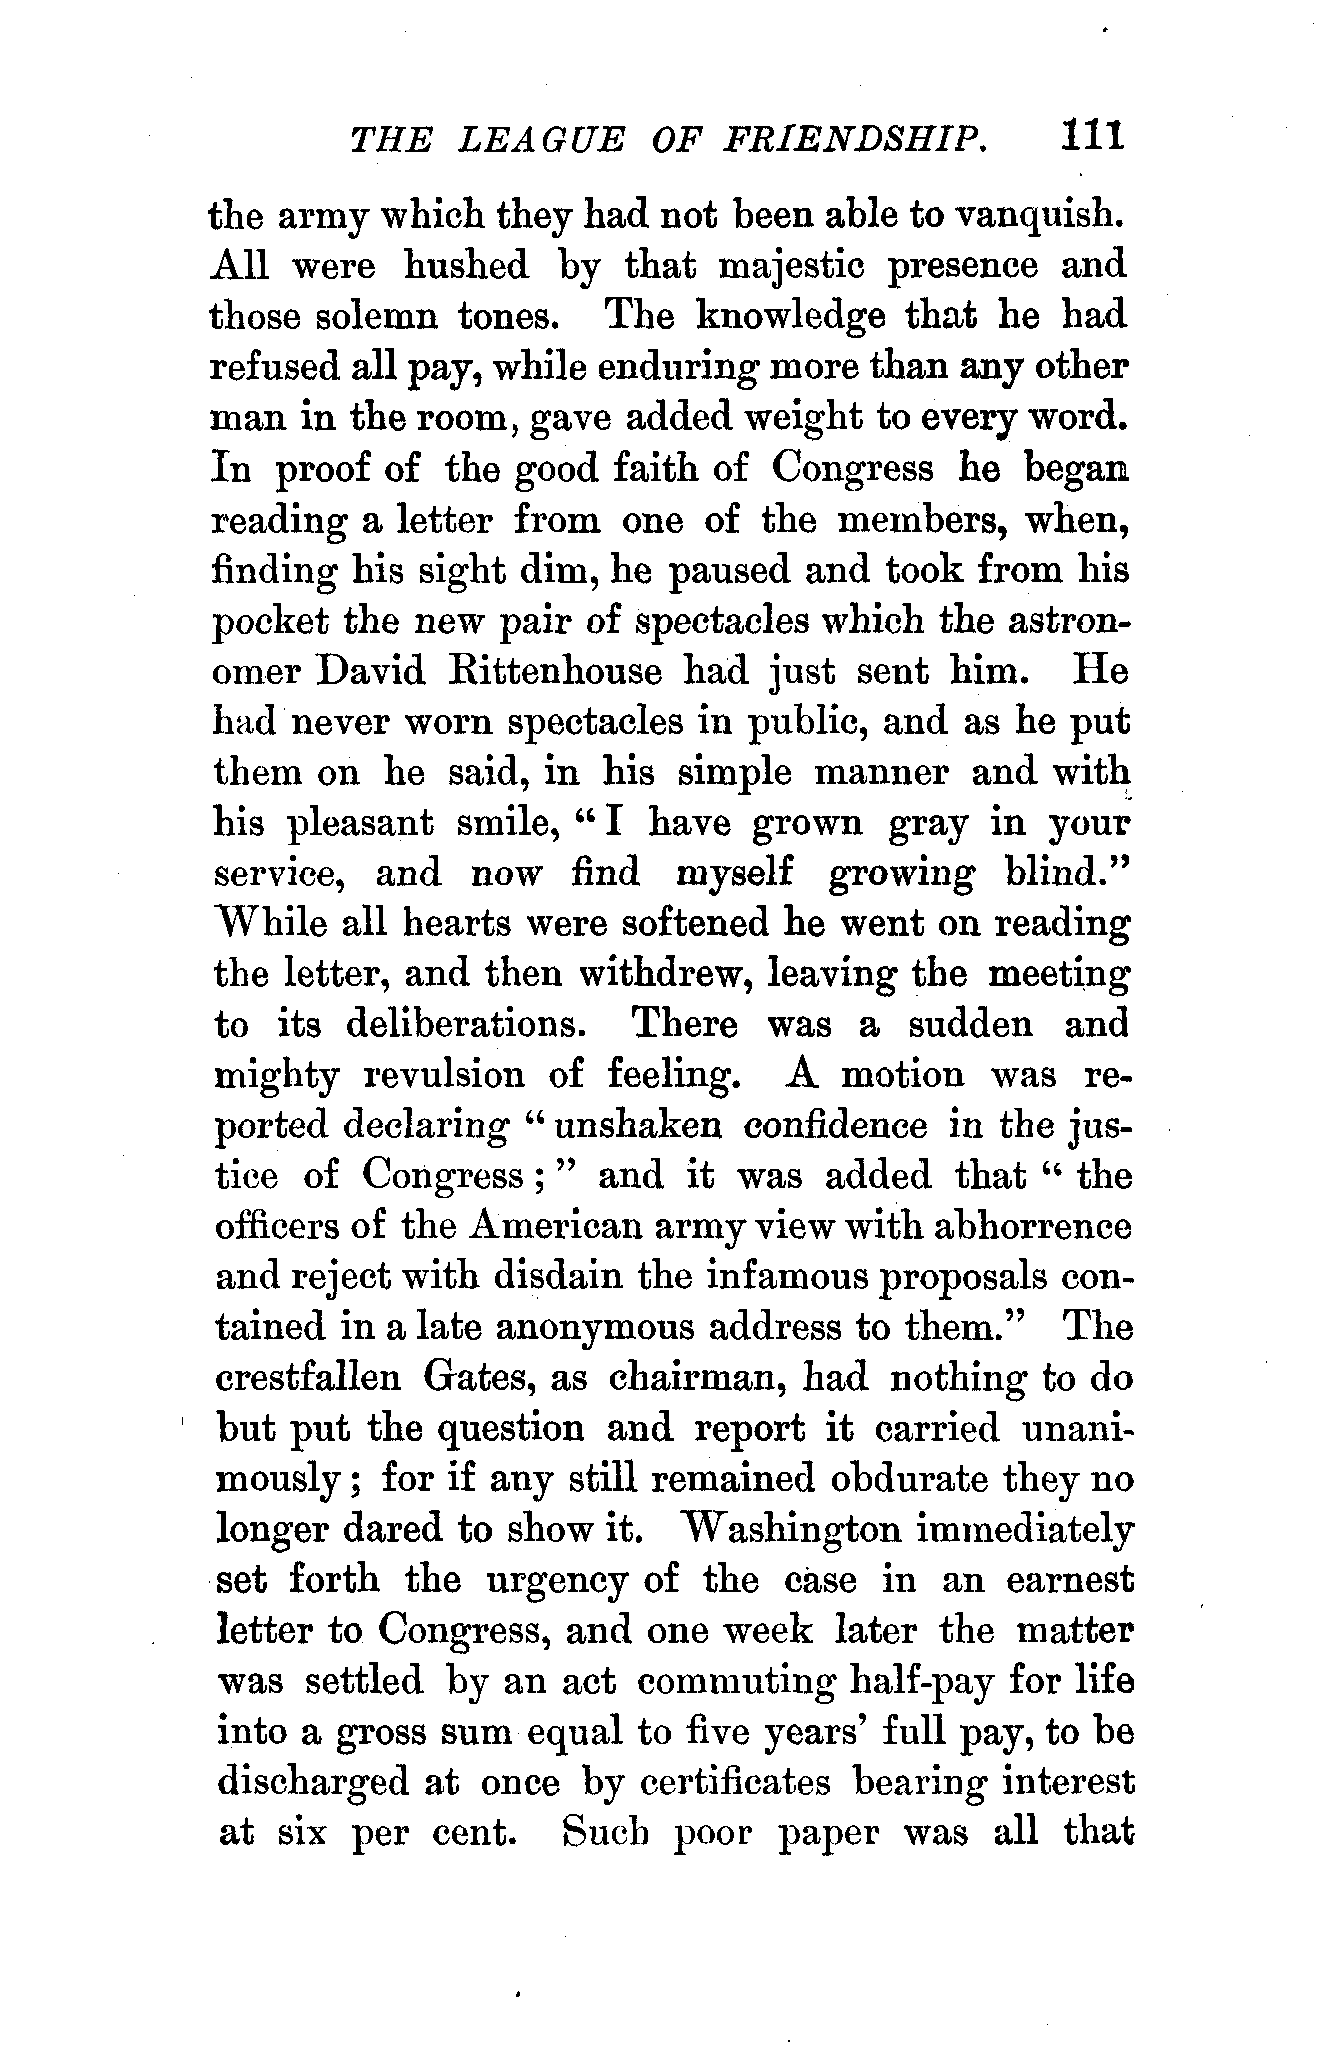 THE LEAGUE OF FRIENDSHIP. 111
the army which they had not been able to vanquish.
All were hushed by that majestic presence and
those solemn tones. The knowledge that he had
refused all pay, while enduring more than any other
man in the room, gave added weight to every word.
In proof of the good faith of Congress he began
reading a letter from one of the members, when,
finding his sight dim, he paused and took from his
pocket the new pair of spectacles which the astron-
omer David Rittenhouse had just sent him. He
had never worn spectacles in public, and as he put
them on he said, in his simple manner and with
his pleasant smile, “ I have grown gray in your
service, and now find myself growing blind.”
While all hearts were softened he went on reading
the letter, and then withdrew, leaving the meeting
to its deliberations. There was a sudden and
mighty revulsion of feeling. A motion was re-
ported declaring “ unshaken confidence in the jus-
tice of Congress ; ” and it was added that “ the
officers of the American army view with abhorrence
and reject with disdain the infamous proposals con-
tained in a late anonymous address to them.” The
crestfallen Gates, as chairman, had nothing to do
but put the question and report it carried unani-
mously ; for if any still remained obdurate they no
longer dared to show it. Washington immediately
set forth the urgency of the case in an earnest
letter to Congress, and one week later the matter
was settled by an act commuting half-pay for life
into a gross sum equal to five years’ full pay, to be
discharged at once by certificates bearing interest
at six per cent. Such poor paper was all that